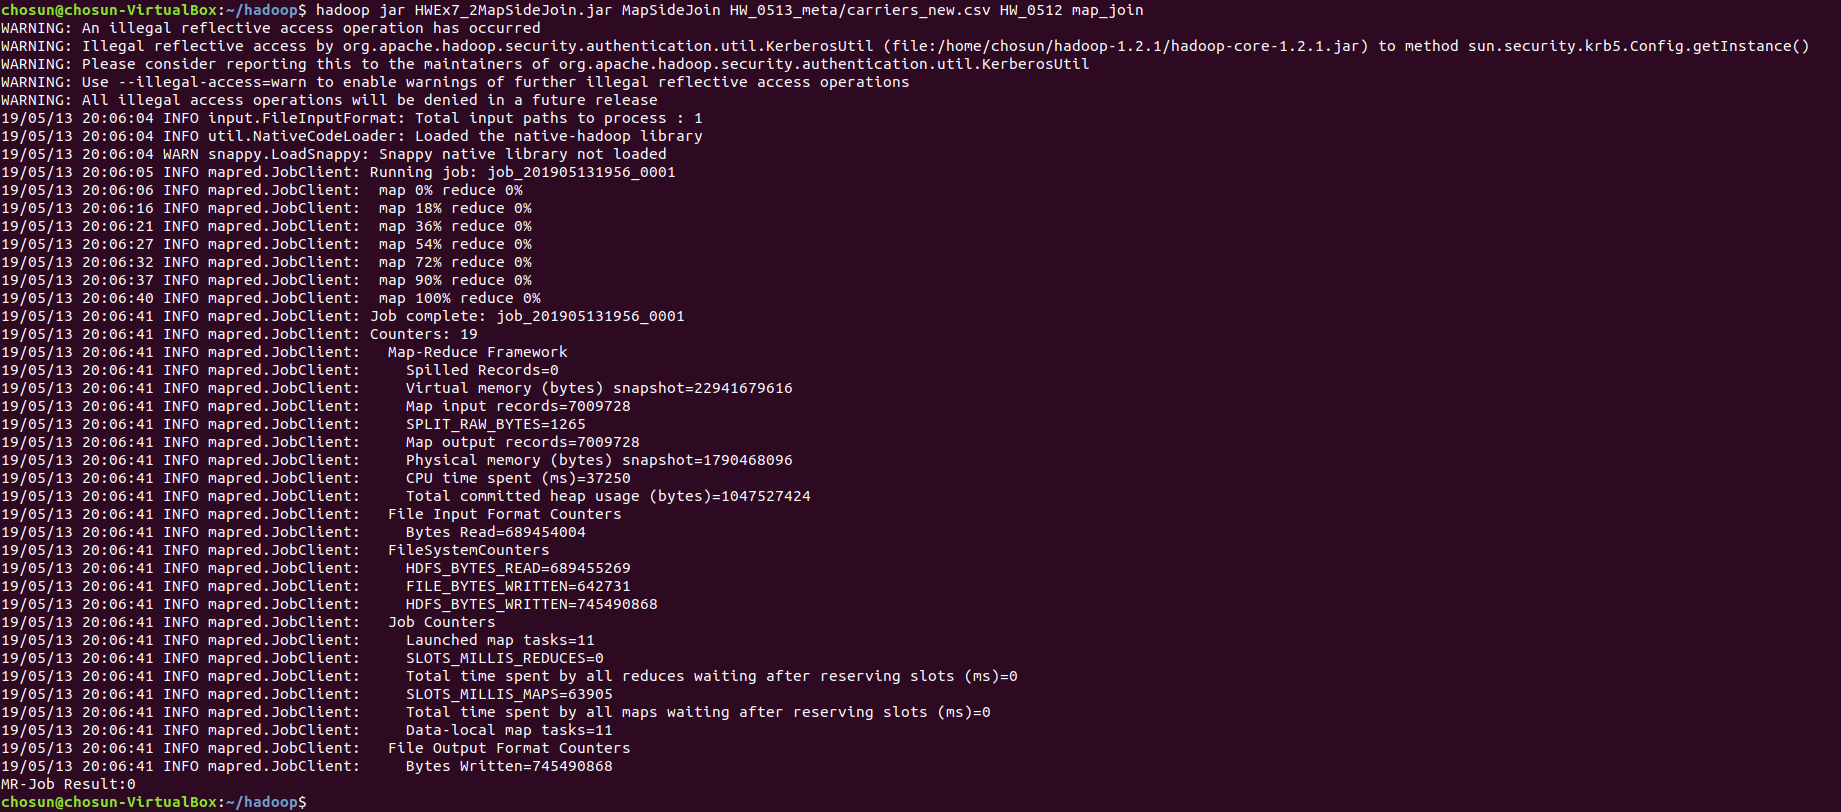 chosun@chosun-VirtualBox:~/hadoop$ hadoop jar HWEx7_2MapSideJoin.jar MapSideJoin HW_0513_meta/carriers_new.csv HW_0512 map_join
WARNING: An illegal reflective access operation has occurred
WARNING: Illegal reflective access by org.apache.hadoop.security.authentication.util.KerberosUtil (file:/home/chosun/hadoop-1.2.1/hadoop-core-1.2.1.jar) to method sun.security.krb5.Config.getInstance()
WARNING: Please consider reporting this to the maintainers of org.apache.hadoop.security.authentication.util.KerberosUtil
WARNING: Use --illegal-access=warn to enable warnings of further illegal reflective access operations
WARNING: All illegal access operations will be denied in a future release
19/05/13 20:06:04 INFO input.FileInputFormat: Total input paths to process : 1
19/05/13 20:06:04 INFO util.NativeCodeLoader: Loaded the native-hadoop library
19/05/13 20:06:04 WARN snappy.LoadSnappy: Snappy native library not loaded
19/05/13 20:06:05 INFO mapred.JobClient: Running job: job_201905131956_0001
19/05/13 20:06:06 INFO mapred.JobClient:  map 0% reduce 0%
19/05/13 20:06:16 INFO mapred.JobClient:  map 18% reduce 0%
19/05/13 20:06:21 INFO mapred.JobClient:  map 36% reduce 0%
19/05/13 20:06:27 INFO mapred.JobClient:  map 54% reduce 0%
19/05/13 20:06:32 INFO mapred.JobClient:  map 72% reduce 0%
19/05/13 20:06:37 INFO mapred.JobClient:  map 90% reduce 0%
19/05/13 20:06:40 INFO mapred.JobClient:  map 100% reduce 0%
19/05/13 20:06:41 INFO mapred.JobClient: Job complete: job_201905131956_0001
19/05/13 20:06:41 INFO mapred.JobClient: Counters: 19
19/05/13 20:06:41 INFO mapred.JobClient:   Map-Reduce Framework
19/05/13 20:06:41 INFO mapred.JobClient:     Spilled Records=0
19/05/13 20:06:41 INFO mapred.JobClient:     Virtual memory (bytes) snapshot=22941679616
19/05/13 20:06:41 INFO mapred.JobClient:     Map input records=7009728
19/05/13 20:06:41 INFO mapred.JobClient:     SPLIT_RAW_BYTES=1265
19/05/13 20:06:41 INFO mapred.JobClient:     Map output records=7009728
19/05/13 20:06:41 INFO mapred.JobClient:     Physical memory (bytes) snapshot=1790468096
19/05/13 20:06:41 INFO mapred.JobClient:     CPU time spent (ms)=37250
19/05/13 20:06:41 INFO mapred.JobClient:     Total committed heap usage (bytes)=1047527424
19/05/13 20:06:41 INFO mapred.JobClient:   File Input Format Counters
19/05/13 20:06:41 INFO mapred.JobClient:     Bytes Read=689454004
19/05/13 20:06:41 INFO mapred.JobClient:   FileSystemCounters
19/05/13 20:06:41 INFO mapred.JobClient:     HDFS_BYTES_READ=689455269
19/05/13 20:06:41 INFO mapred.JobClient:     FILE_BYTES_WRITTEN=642731
19/05/13 20:06:41 INFO mapred.JobClient:     HDFS_BYTES_WRITTEN=745490868
19/05/13 20:06:41 INFO mapred.JobClient:   Job Counters
19/05/13 20:06:41 INFO mapred.JobClient:     Launched map tasks=11
19/05/13 20:06:41 INFO mapred.JobClient:     SLOTS_MILLIS_REDUCES=0
19/05/13 20:06:41 INFO mapred.JobClient:     Total time spent by all reduces waiting after reserving slots (ms)=0
19/05/13 20:06:41 INFO mapred.JobClient:     SLOTS_MILLIS_MAPS=63905
19/05/13 20:06:41 INFO mapred.JobClient:     Total time spent by all maps waiting after reserving slots (ms)=0
19/05/13 20:06:41 INFO mapred.JobClient:     Data-local map tasks=11
19/05/13 20:06:41 INFO mapred.JobClient:   File Output Format Counters
19/05/13 20:06:41 INFO mapred.JobClient:     Bytes Written=745490868
MR-Job Result:0
chosun@chosun-VirtualBox:~/hadoop$